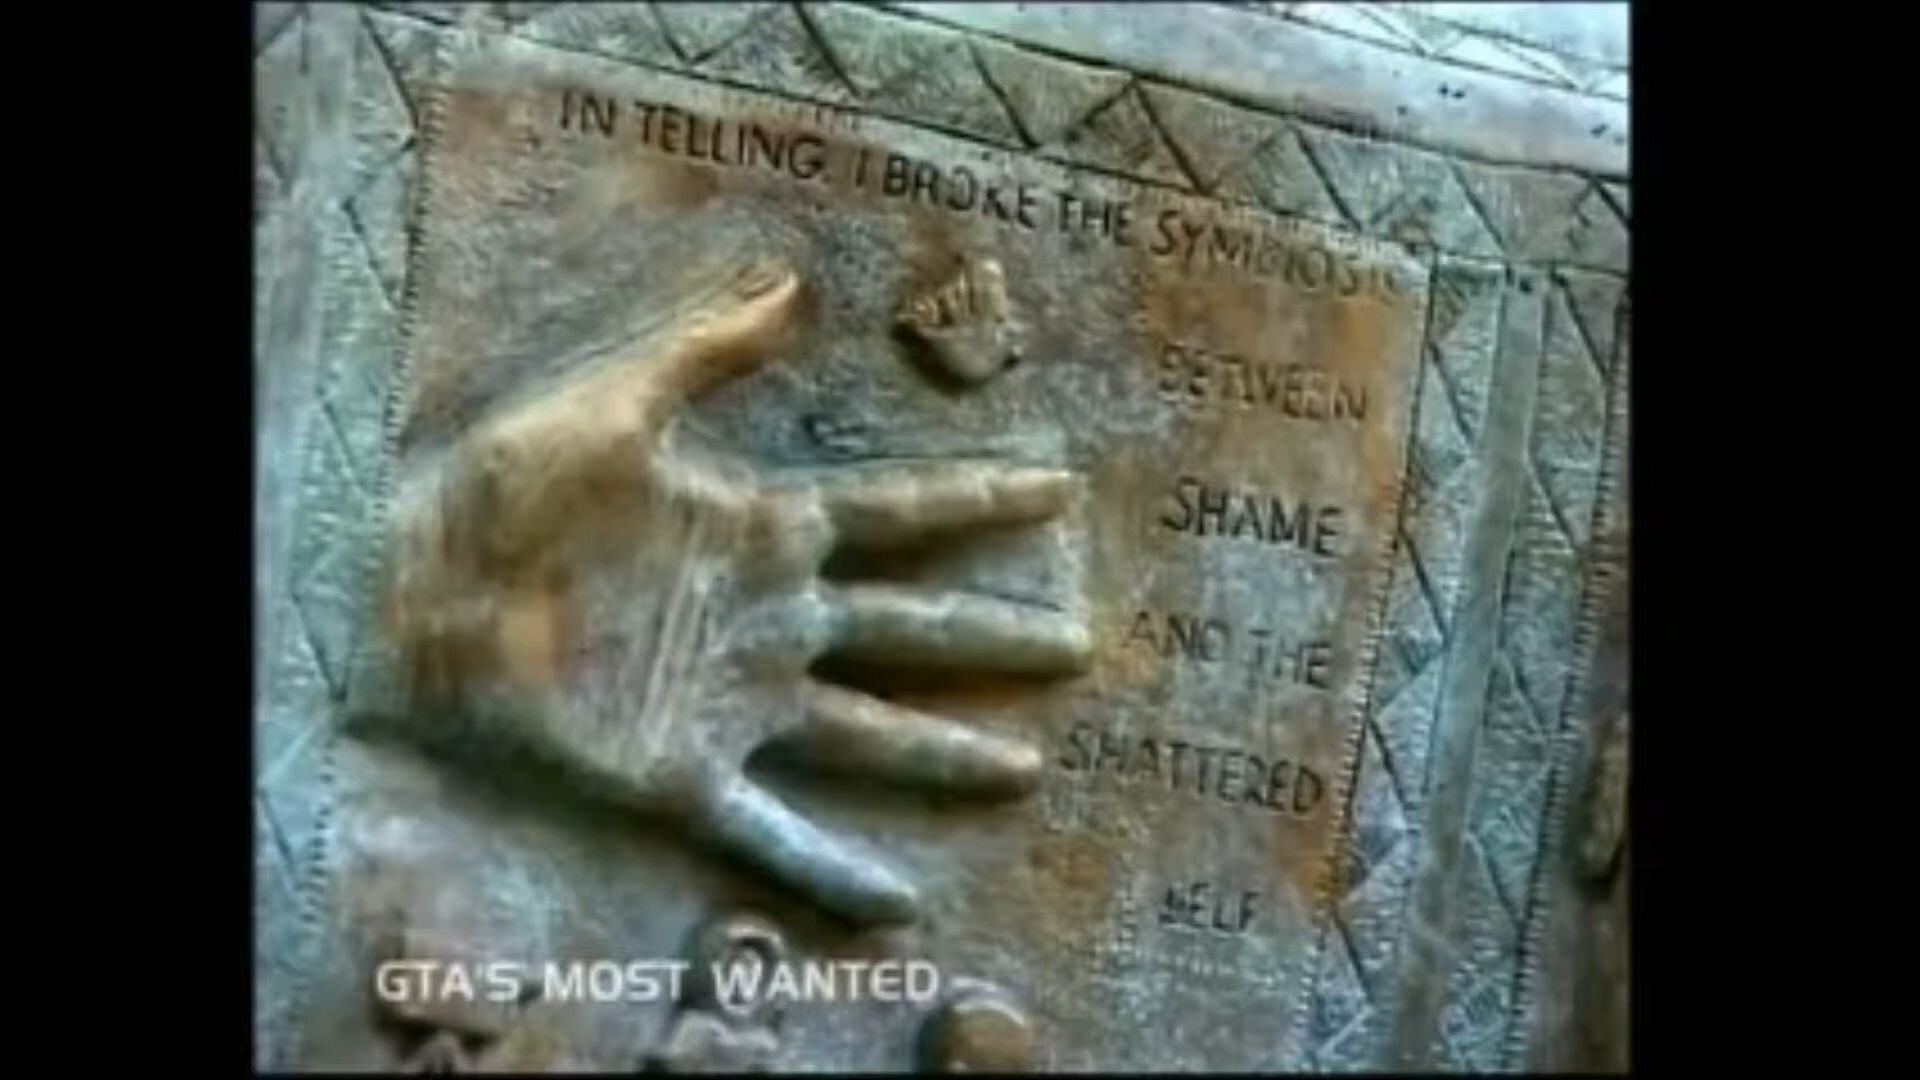 IN TELLING. I BROKE THE SYMBIOSIS
BETWEEN
SHAME
AND THE
SHATTERED
SELF
GTA'S MOST WANTED